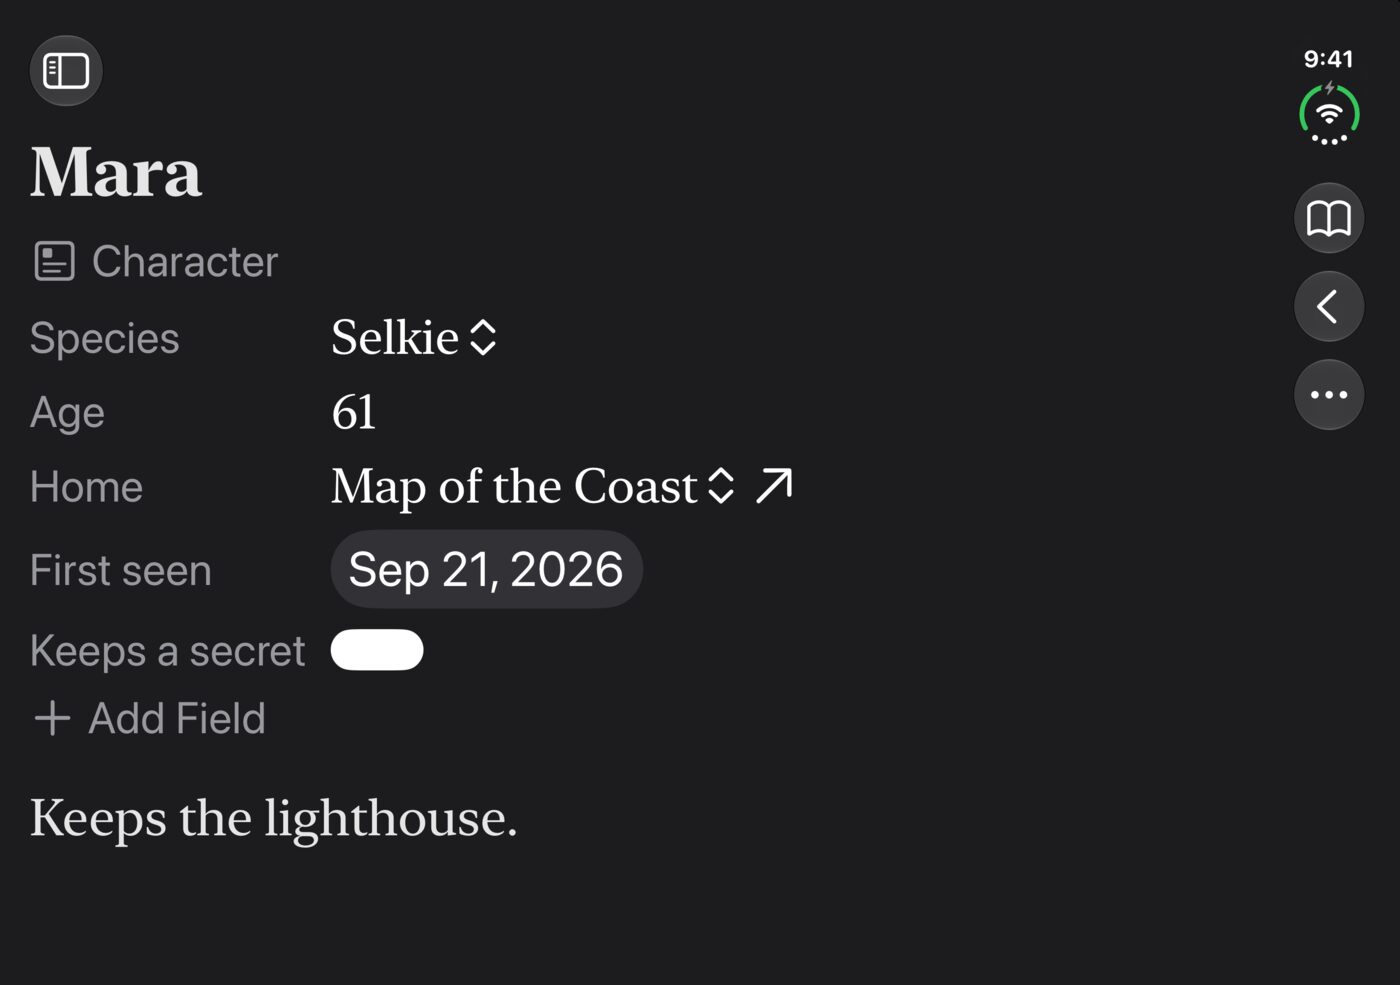 9:41
Mara
Character
Species Selkie
Age 61
Home Map of the Coast
First seen Sep 21, 2026
Keeps a secret
Add Field
Keeps the lighthouse.